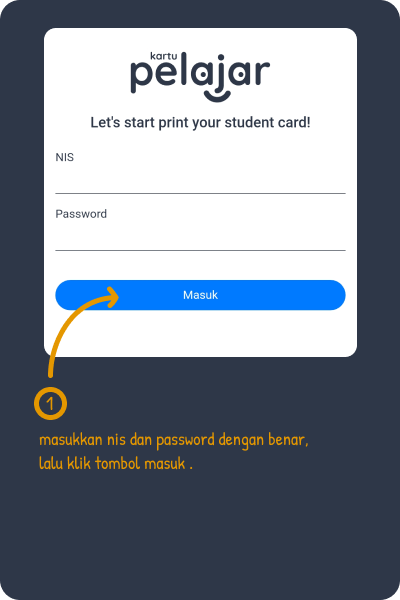 kartu
pelajar
Let's start print your student card!
NIS
Password
Masuk
1
masukkan nis dan password dengan benar,
lalu klik tombol masuk .